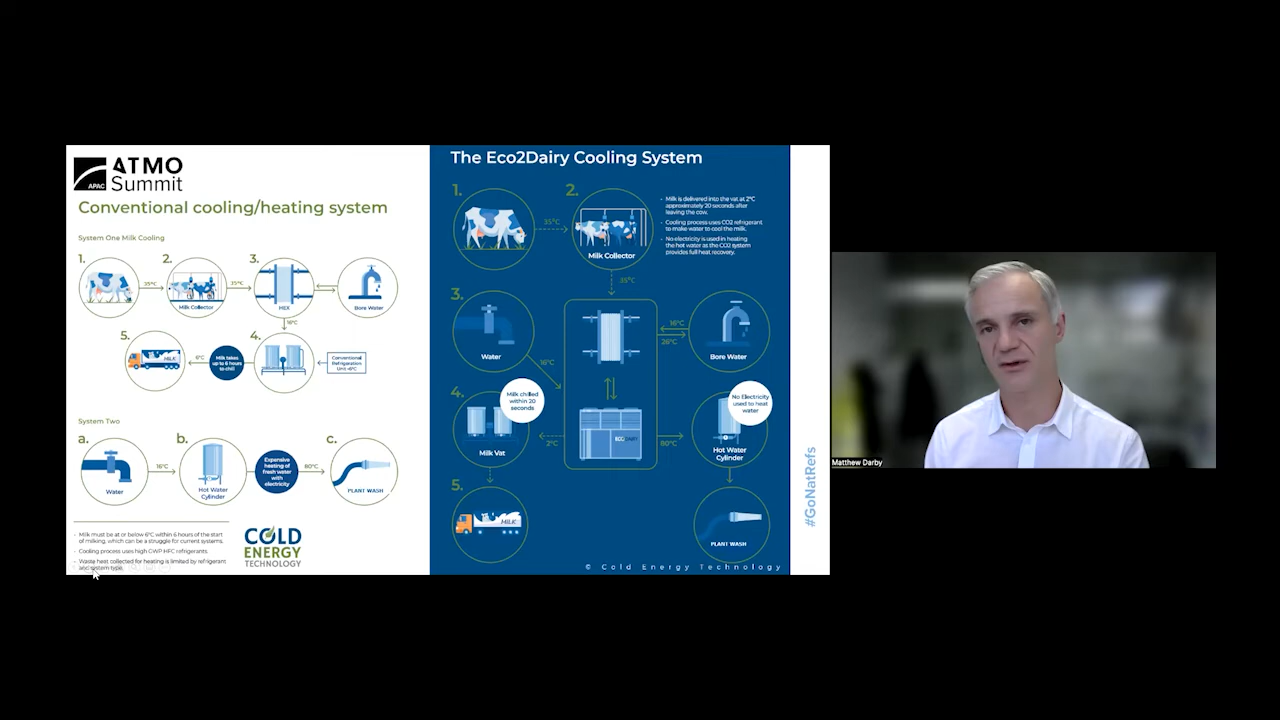 ATMO
APAC
Summit
Conventional cooling/heating system
System One Milk Cooling
1.
2.
3.
35°C
35°C
Milk Collector
HEX
Bore Water
16°C
5.
4.
MILK
6°C
Milk takes
up to 6 hours
to chill
Conventional
Refrigeration
System Two
a.
b.
c.
Water
16°C
Hot Water
Cylinder
Expensive
heating of
fresh water
with
electricity
80°C
PLANT WASH
- Milk must be at or below 6°C within 6 hours of the start
of milking, which can be a struggle for current systems.
- Cooling process uses high GWP HFC refrigerants.
- Waste heat collected for heating is limited by refrigerant
and system type.
COLD
ENERGY
TECHNOLOGY
The Eco2Dairy Cooling System
1.
2.
35°C
Milk Collector
- Milk is delivered into the vat at 2°C
approximately 20 seconds after
leaving the cow.
- Cooling process uses CO2 refrigerant
to make water to cool the milk.
- No electricity is used in heating
the hot water as the CO2 system
provides full heat recovery.
35°C
3.
Water
16°C
16°C
26°C
Bore Water
4.
Milk chilled
within 20
seconds
No Electricity
used to heat
water
Milk Vat
2°C
80°C
Hot Water
Cylinder
5.
MILK
PLANT WASH
© Cold Energy Technology
#GoNatRefs
Matthew Darby